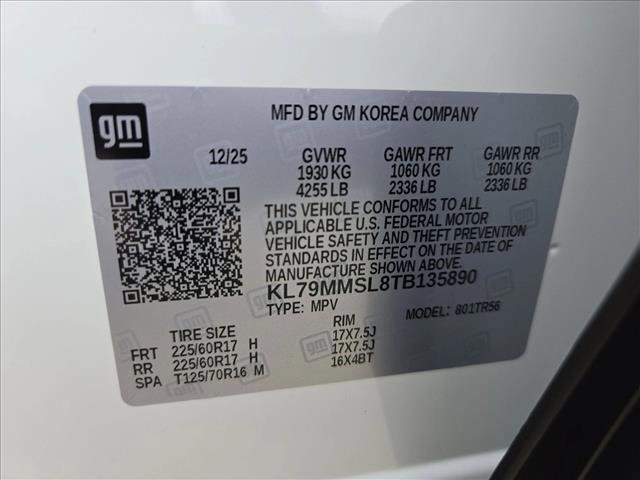 gm
MFD BY GM KOREA COMPANY
12/25 GVWR GAWR FRT GAWR RR
1930 KG 1060 KG 1060 KG
4255 LB 2336 LB 2336 LB
THIS VEHICLE CONFORMS TO ALL
APPLICABLE U.S. FEDERAL MOTOR
VEHICLE SAFETY AND THEFT PREVENTION
STANDARDS IN EFFECT ON THE DATE OF
MANUFACTURE SHOWN ABOVE.
KL79MMSL8TB135890
TYPE: MPV MODEL: 801TR56
TIRE SIZE RIM
FRT 225/60R17 H 17X7.5J
RR 225/60R17 H 17X7.5J
SPA T125/70R16 M 16X4BT